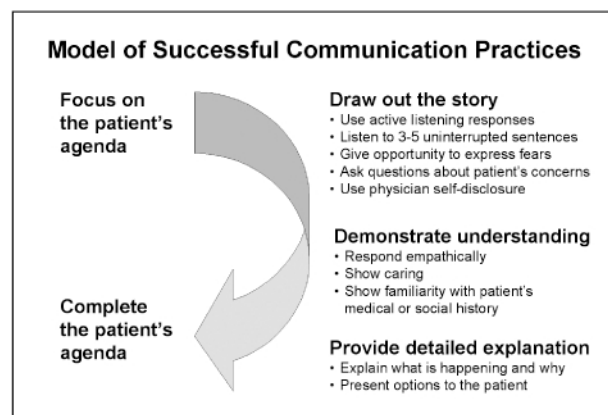 Model of Successful Communication Practices
Focus on
the patient's
agenda
Draw out the story
• Use active listening responses
• Listen to 3-5 uninterrupted sentences
• Give opportunity to express fears
• Ask questions about patient's concerns
• Use physician self-disclosure
Demonstrate understanding
• Respond empathically
• Show caring
• Show familiarity with patient's
medical or social history
Complete
the patient's
agenda
Provide detailed explanation
• Explain what is happening and why
• Present options to the patient